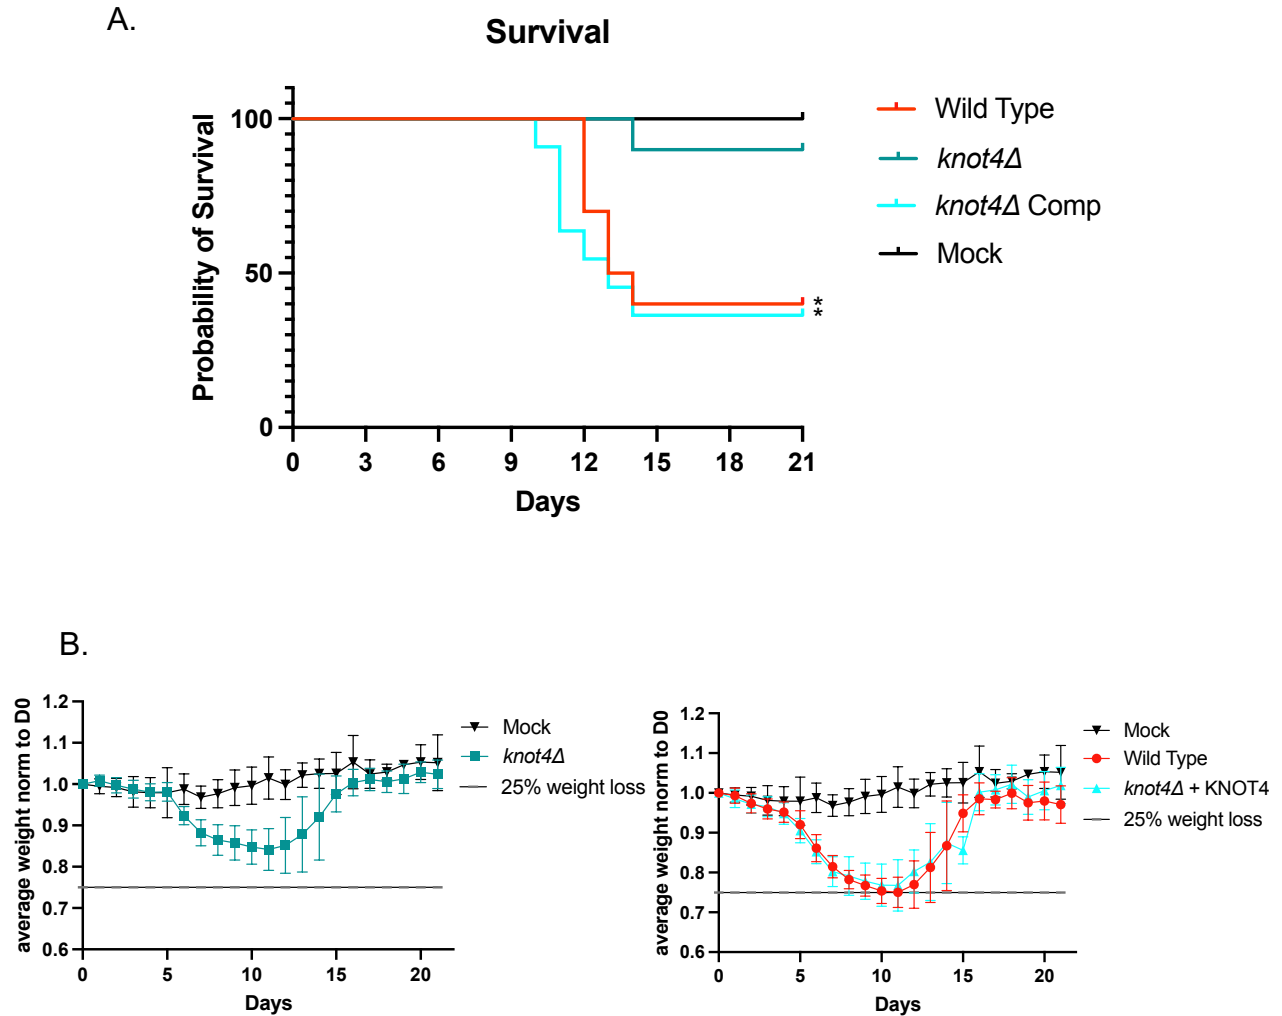 A.
Survival
Probability of Survival
100
50
0
0 3 6 9 12 15 18 21
Days
Wild Type
knot4Δ
knot4Δ Comp
Mock
*
*
B.
average weight norm to D0
1.2
1.1
1.0
0.9
0.8
0.7
0.6
0 5 10 15 20
Days
Mock
knot4Δ
25% weight loss
average weight norm to D0
1.2
1.1
1.0
0.9
0.8
0.7
0.6
0 5 10 15 20
Days
Mock
Wild Type
knot4Δ + KNOT4
25% weight loss